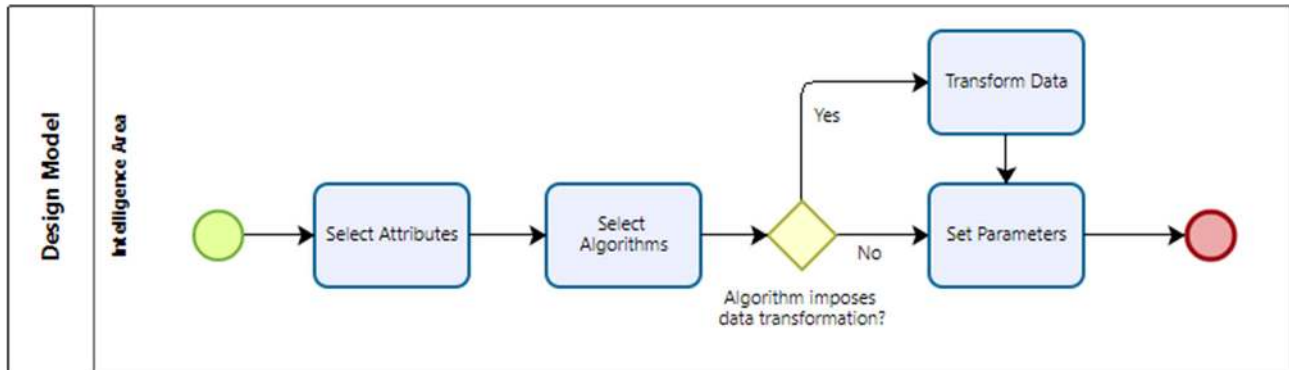 Design Model
Intelligence Area
Select Attributes
Select
Algorithms
Algorithm imposes
data transformation?
Yes
No
Transform Data
Set Parameters